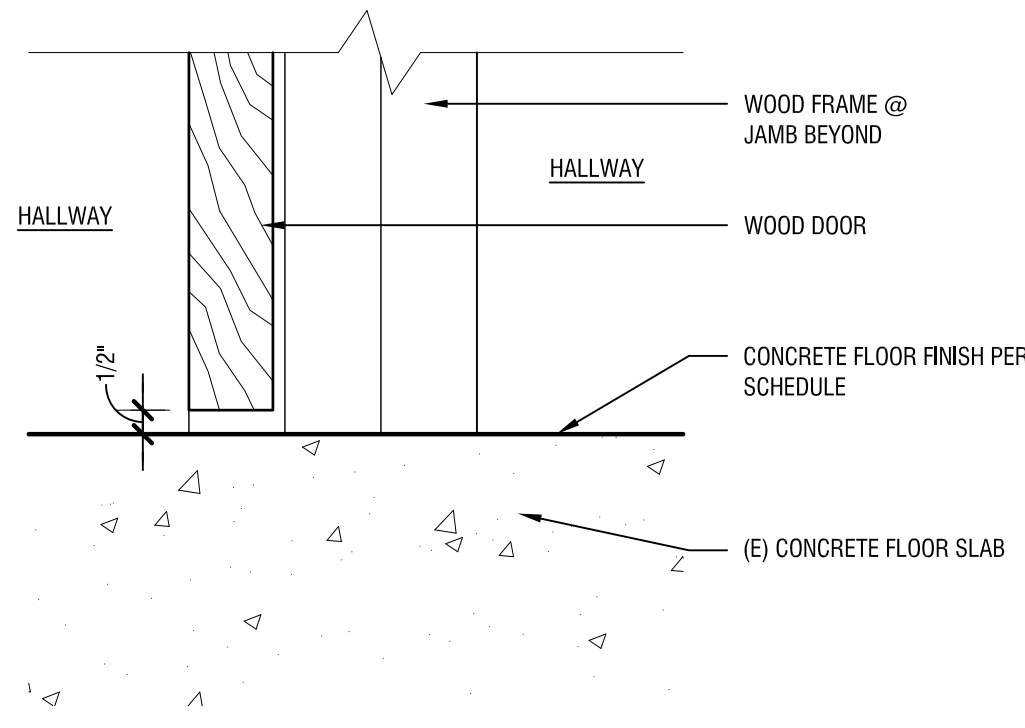 WOOD FRAME @
JAMB BEYOND
HALLWAY
HALLWAY
WOOD DOOR
1/2"
CONCRETE FLOOR FINISH PER
SCHEDULE
(E) CONCRETE FLOOR SLAB